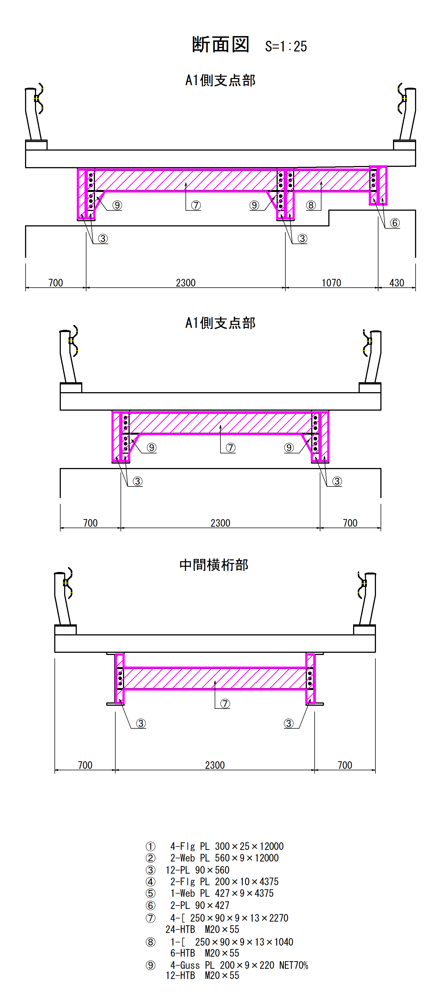 断面図 S=1:25
A1側支点部
⑨ ⑦ ⑨ ⑧
⑥
③ ③
700 2300 1070 430
A1側支点部
⑨ ⑦ ⑨
③ ③
700 2300 700
中間横桁部
⑦
③ ③
700 2300 700
① 4-Flg PL 300×25×12000
② 2-Web PL 560×9×12000
③ 12-PL 90×560
④ 2-Flg PL 200×10×4375
⑤ 1-Web PL 427×9×4375
⑥ 2-PL 90×427
⑦ 4-[ 250×90×9×13×2270
24-HTB M20×55
⑧ 1-[ 250×90×9×13×1040
6-HTB M20×55
⑨ 4-Guss PL 200×9×220 NET70%
12-HTB M20×55